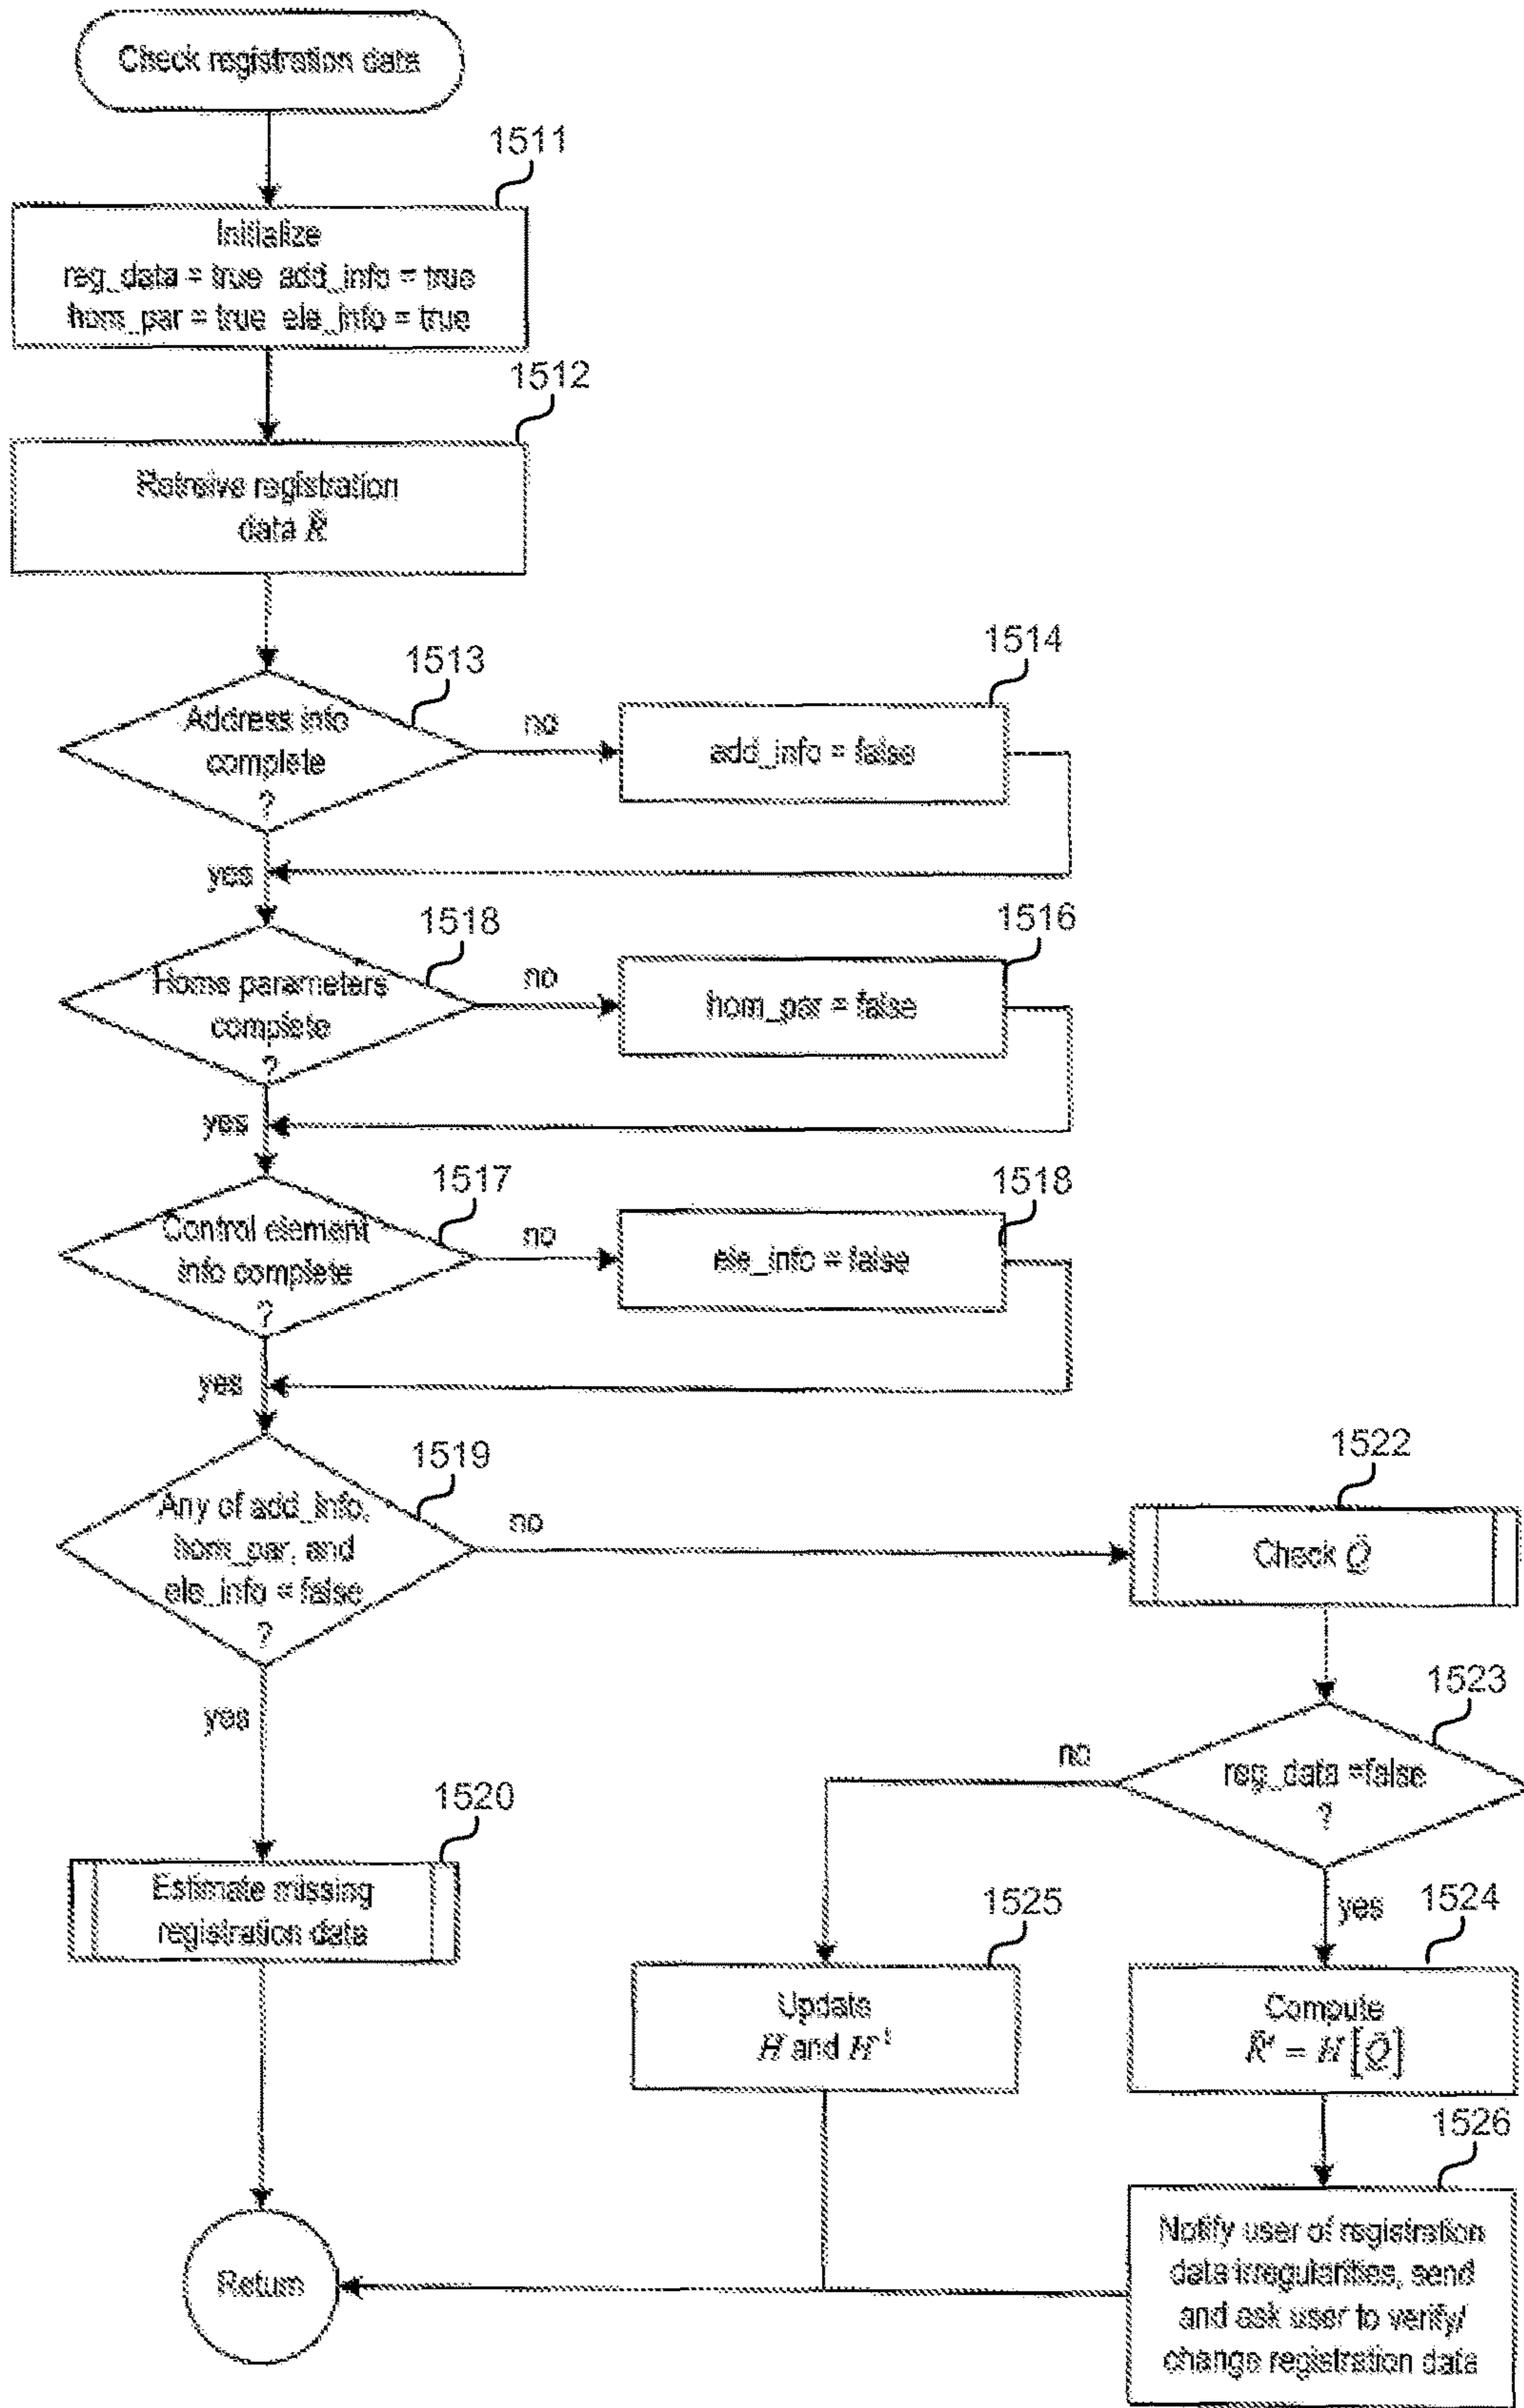 Check registration data
1511
Initialize
reg_data = true add_info = true
hom_par = true ele_info = true
1512
Retreive registration
data R̈
1513
Address info
complete
?
no
1514
add_info = false
yes
1518
Home parameters
complete
?
no
1516
hom_par = false
yes
1517
Control element
info complete
?
no
1518
ele_info = false
yes
1519
Any of add_info,
hom_par, and
ele_info = false
?
no
1522
Check Q̈
yes
1523
reg_data =false
?
no
yes
1520
Estimate missing
registration data
1525
Update
H and H⁻¹
1524
Compute
R̈' = H[Q̈]
1526
Notify user of registration
data irregularities, send
and ask user to verify/
change registration data
Return